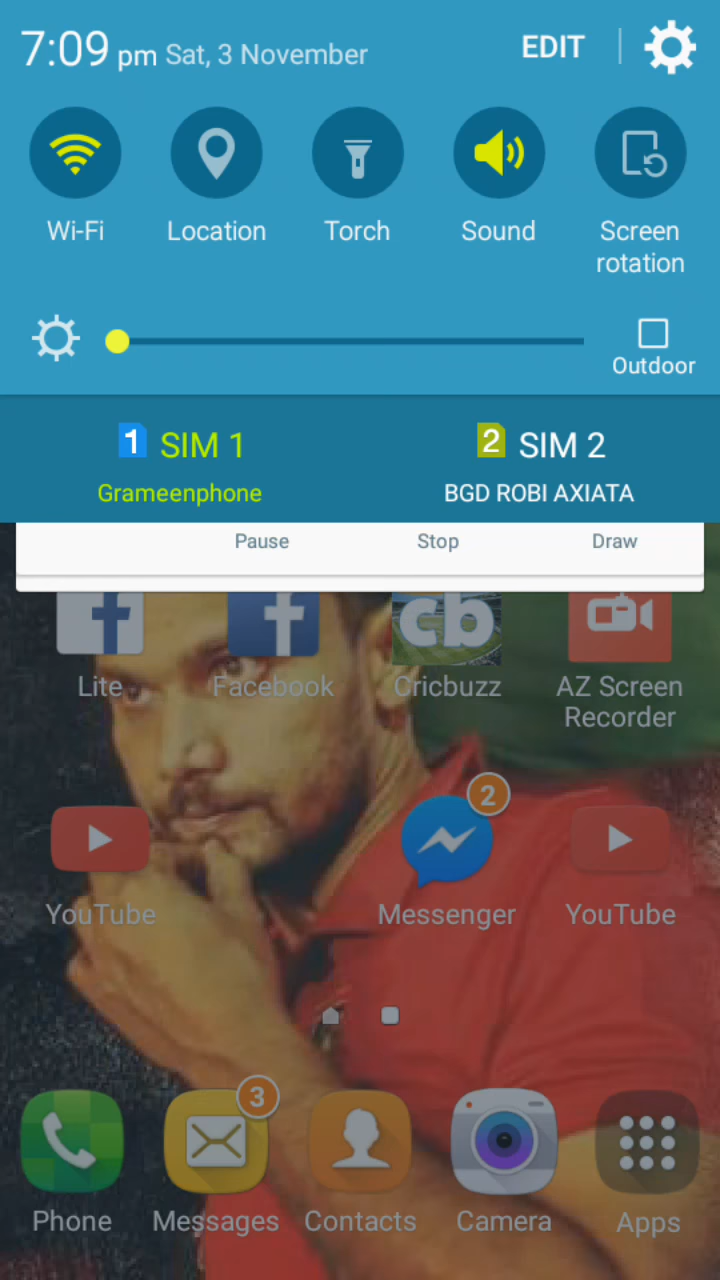 7:09 pm Sat, 3 November EDIT
Wi-Fi Location Torch Sound Screen rotation
Outdoor
1 SIM 1 2 SIM 2
Grameenphone BGD ROBI AXIATA
Pause Stop Draw
f f cb
Lite Facebook Cricbuzz AZ Screen Recorder
2
YouTube Messenger YouTube
3
Phone Messages Contacts Camera Apps